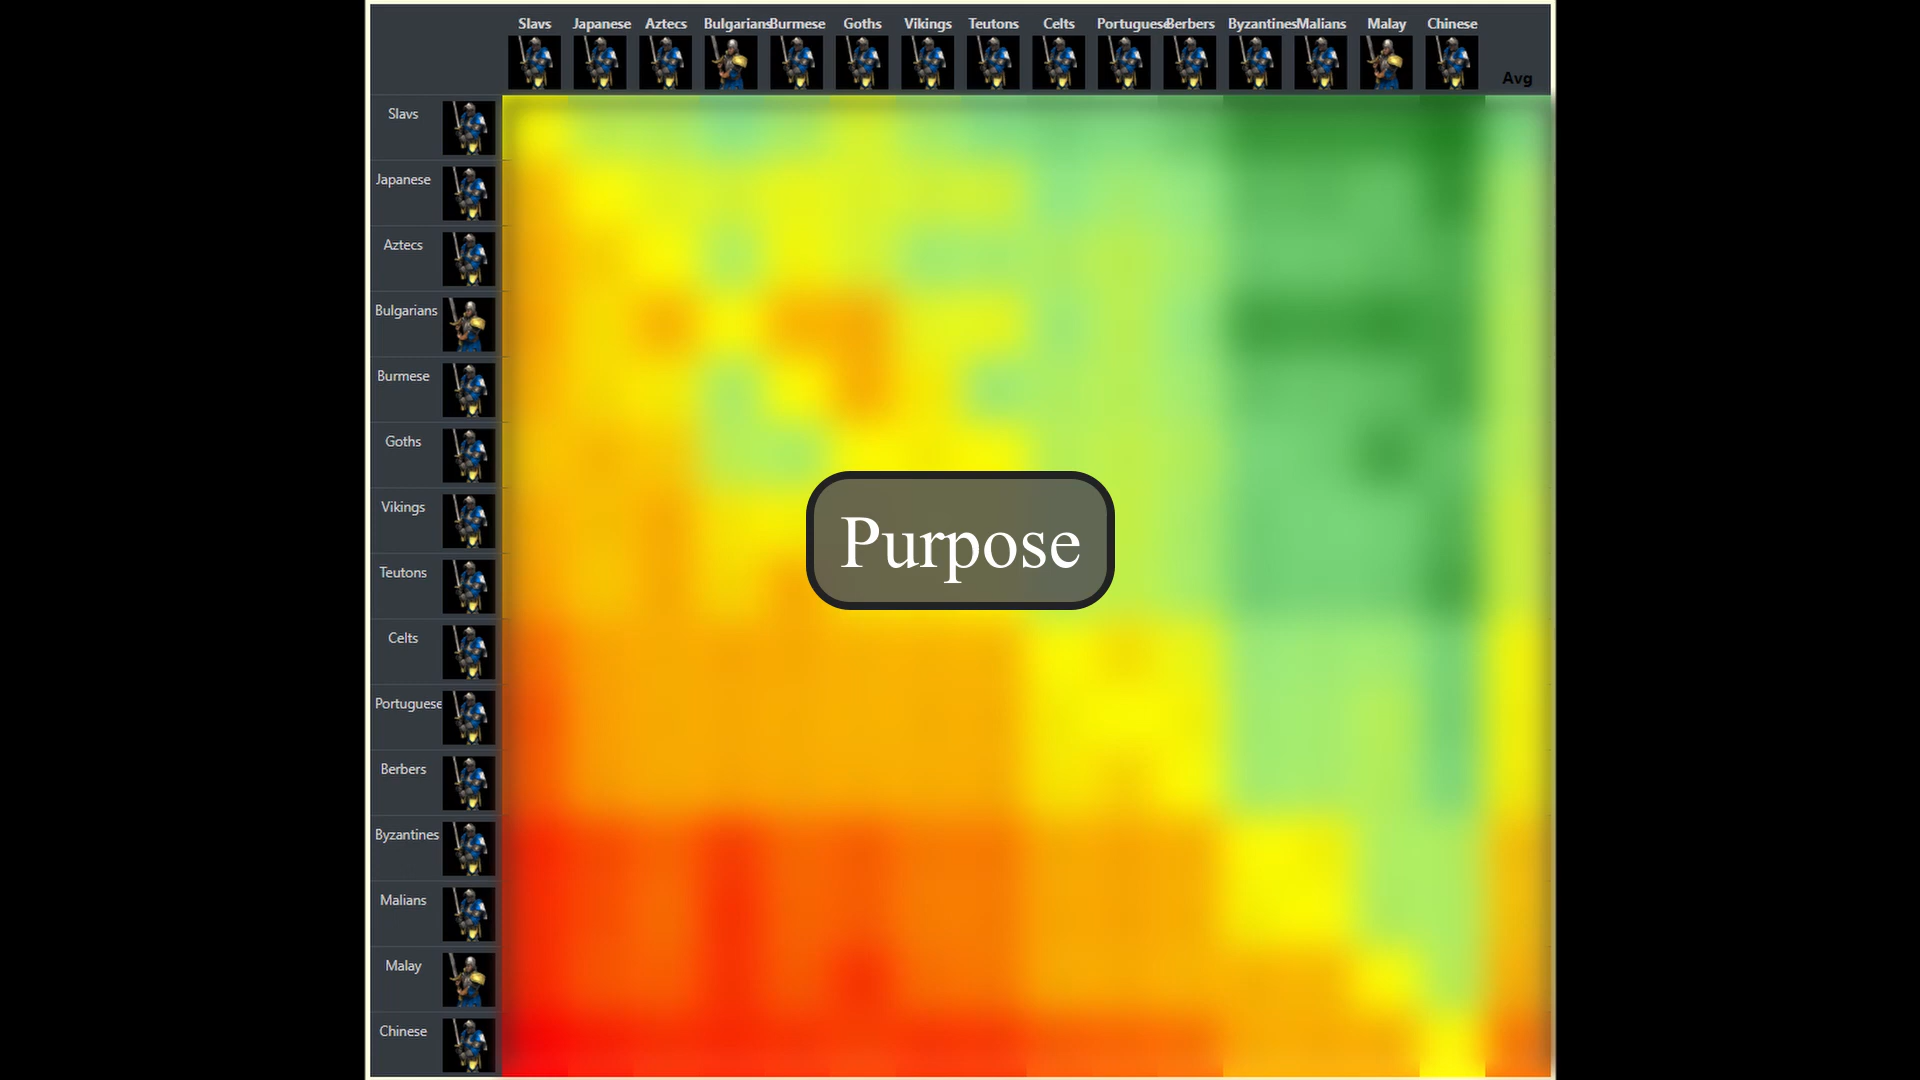 Slavs Japanese Aztecs Bulgarians Burmese Goths Vikings Teutons Celts Portuguese Berbers Byzantines Malians Malay Chinese
Avg
Slavs
Japanese
Aztecs
Bulgarians
Burmese
Goths
Vikings
Purpose
Teutons
Celts
Portuguese
Berbers
Byzantines
Malians
Malay
Chinese